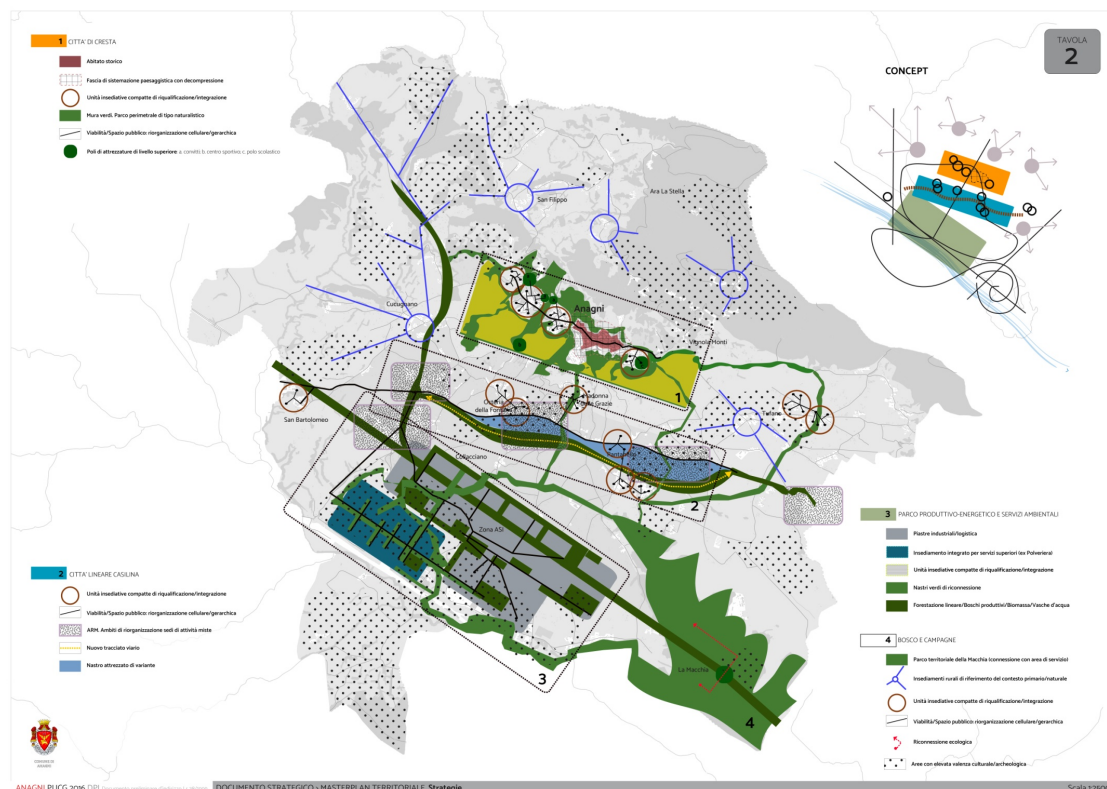 1 CITTA' DI CRESTA
Abitato storico
Fascia di sistemazione paesaggistica con decompressione
Unità insediative compatte di riqualificazione/integrazione
Mura verdi. Parco perimetrale di tipo naturalistico
Viabilità/Spazio pubblico: riorganizzazione cellulare/gerarchica
Poli di attrezzature di livello superiore a. convitti; b. centro sportivo; c. polo scolastico
TAVOLA
2
CONCEPT
Ara La Stella
San Filippo
Cucugnano
Anagni
Vignola Monti
1
San Bartolomeo
della Fonte
Madonna
delle Grazie
Tufano
Collacciano
2
Zona ASI
3
La Macchia
4
2 CITTA' LINEARE CASILINA
Unità insediative compatte di riqualificazione/integrazione
Viabilità/Spazio pubblico: riorganizzazione cellulare/gerarchica
ARM. Ambiti di riorganizzazione sedi di attività miste
Nuovo tracciato viario
Nastro attrezzato di variante
3 PARCO PRODUTTIVO-ENERGETICO E SERVIZI AMBIENTALI
Piastre industriali/logistica
Insediamento integrato per servizi superiori (ex Polveriera)
Unità insediative compatte di riqualificazione/integrazione
Nastri verdi di riconnessione
Forestazione lineare/Boschi produttivi/Biomassa/Vasche d'acqua
4 BOSCO E CAMPAGNE
Parco territoriale della Macchia (connessione con area di servizio)
Insediamenti rurali di riferimento del contesto primario/naturale
Unità insediative compatte di riqualificazione/integrazione
Viabilità/Spazio pubblico: riorganizzazione cellulare/gerarchica
Riconnessione ecologica
Aree con elevata valenza culturale/archeologica
COMUNE DI
ANAGNI
ANAGNI PUCG 2016 DPI
DOCUMENTO STRATEGICO > MASTERPLAN TERRITORIALE. Strategie